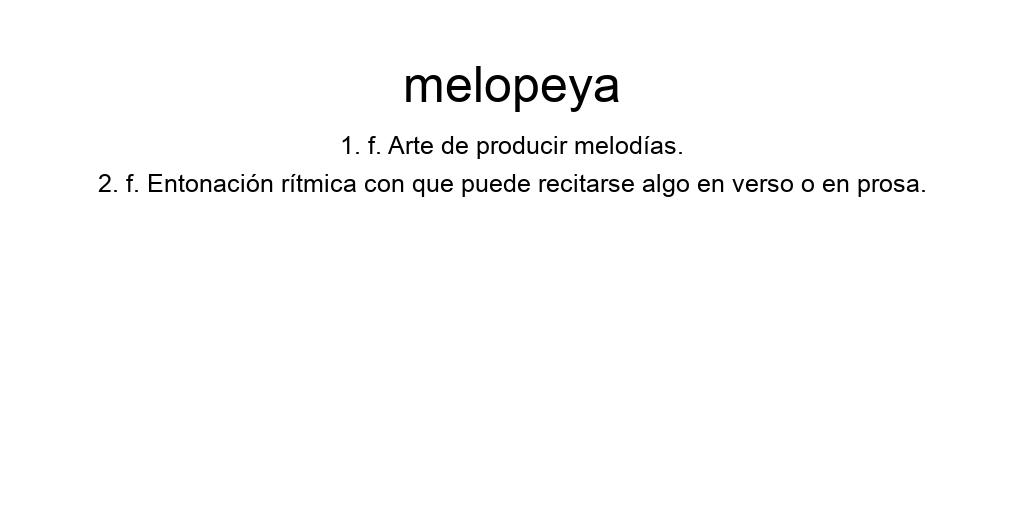 melopeya
1. f. Arte de producir melodías.
2. f. Entonación rítmica con que puede recitarse algo en verso o en prosa.